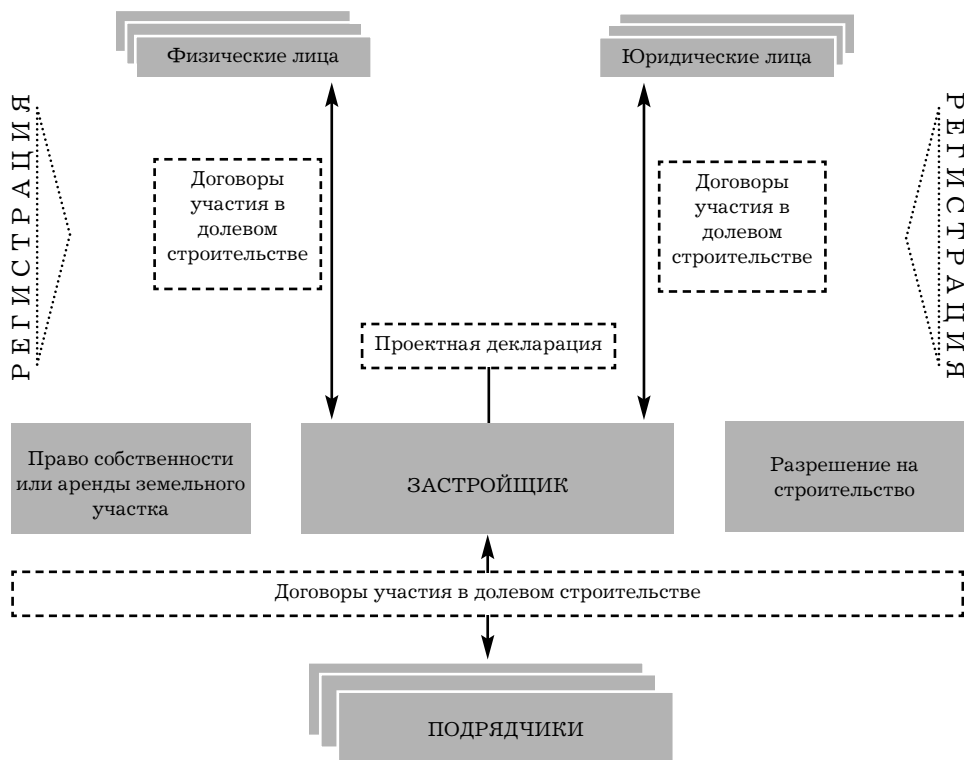 Физические лица
Юридические лица
РЕГИСТРАЦИЯ
РЕГИСТРАЦИЯ
Договоры
участия в
долевом
строительстве
Договоры
участия в
долевом
строительстве
Проектная декларация
Право собственности
или аренды земельного
участка
ЗАСТРОЙЩИК
Разрешение на
строительство
Договоры участия в долевом строительстве
ПОДРЯДЧИКИ